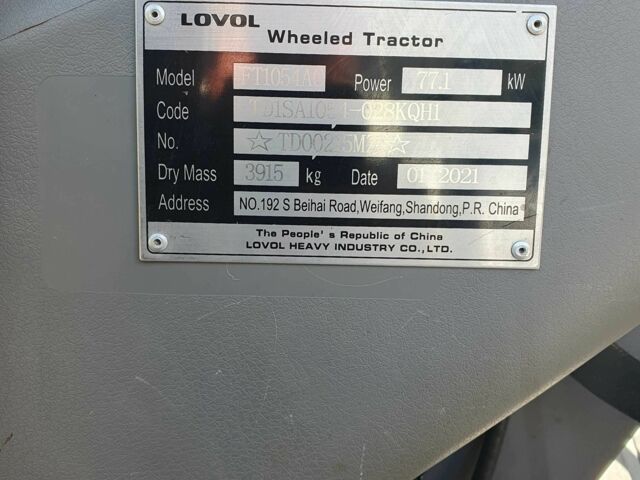 LOVOL
Wheeled Tractor
Model Power 77.1 kW
Code
No.
Dry Mass 3915 kg Date
Address NO.192 S Beihai Road,Weifang,Shandong,P.R. China
The People's Republic of China
LOVOL HEAVY INDUSTRY CO.,LTD.